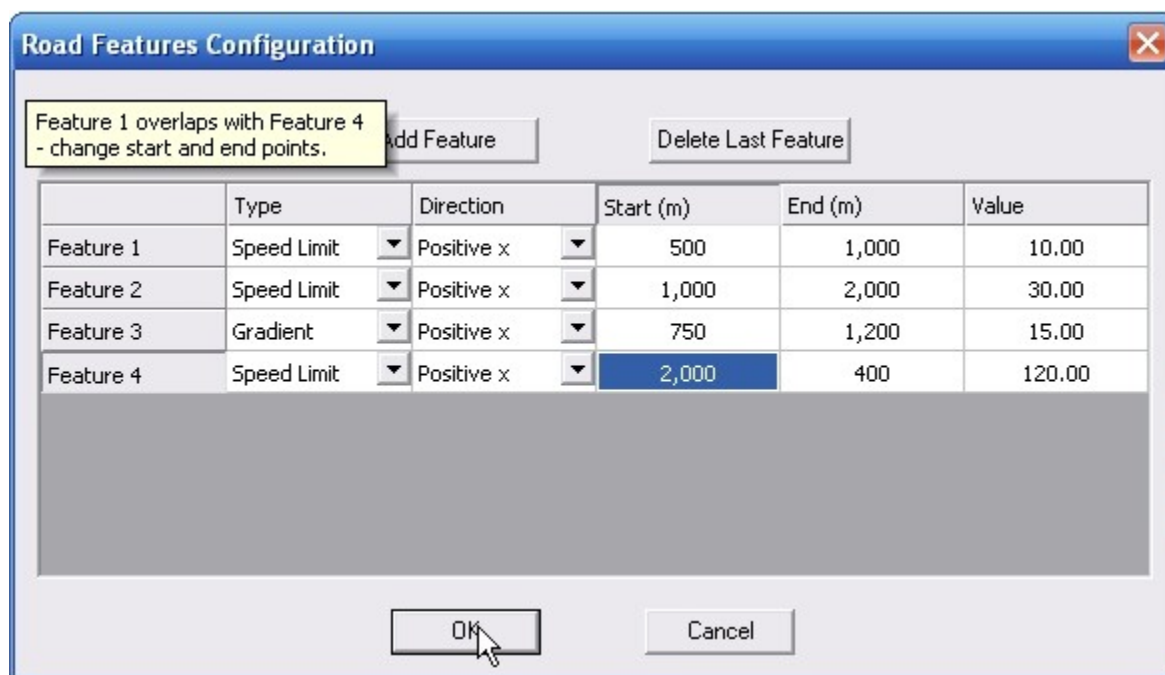 Road Features Configuration
Feature 1 overlaps with Feature 4
- change start and end points.
Add Feature Delete Last Feature
Type Direction Start (m) End (m) Value
Feature 1 Speed Limit Positive x 500 1,000 10.00
Feature 2 Speed Limit Positive x 1,000 2,000 30.00
Feature 3 Gradient Positive x 750 1,200 15.00
Feature 4 Speed Limit Positive x 2,000 400 120.00
OK Cancel